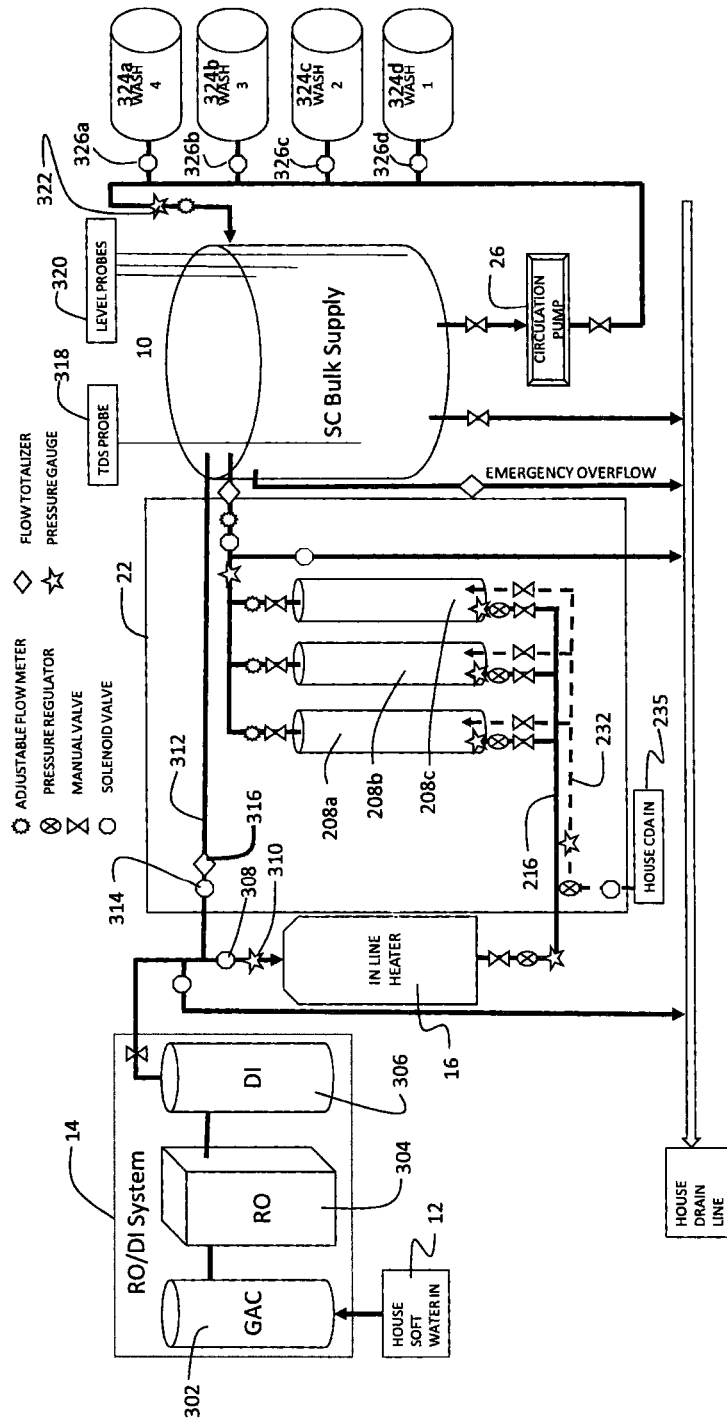 ADJUSTABLE FLOW METER
PRESSURE REGULATOR
MANUAL VALVE
SOLENOID VALVE
FLOW TOTALIZER
PRESSURE GAUGE
14
RO/DI System
GAC
RO
DI
302
304
306
HOUSE
SOFT
WATER IN
12
314
316
312
308
310
IN LINE
HEATER
16
22
208a
208b
208c
216
232
235
HOUSE CDA IN
TDS PROBE
318
LEVEL PROBES
320
10
SC Bulk Supply
EMERGENCY OVERFLOW
CIRCULATION
PUMP
26
322
326a
326b
326c
326d
324a
WASH
4
324b
WASH
3
324c
WASH
2
324d
WASH
1
HOUSE
DRAIN
LINE